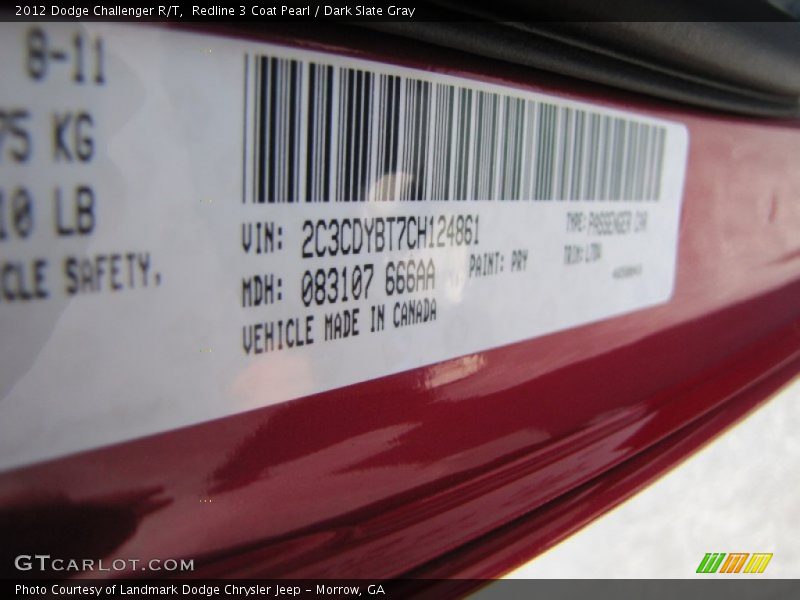 2012 Dodge Challenger R/T, Redline 3 Coat Pearl / Dark Slate Gray
8-11
75 KG
10 LB
CLE SAFETY,
VIN: 2C3CDYBT7CH124861
TYPE: PASSENGER CAR
MDH: 083107 666AA
PAINT: PRY
TRIM:
VEHICLE MADE IN CANADA
GTCARLOT.COM
Photo Courtesy of Landmark Dodge Chrysler Jeep - Morrow, GA